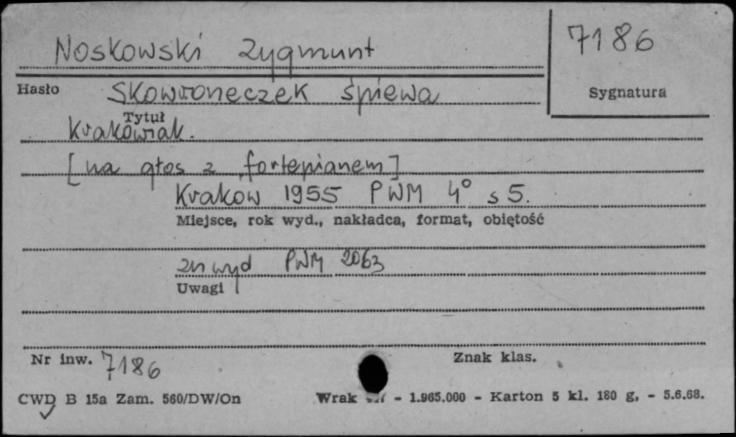 Noskowski Zygmunt
7186
Hasło
Skowroneczek śpiewa
Sygnatura
Tytuł
Krakowiak.
[na głos z fortepianem]
Kraków 1955 PWM 4° s 5.
Miejsce, rok wyd., nakładca, format, objętość
zn wyd PWM 2063
Uwagi
Nr inw. 7186
Znak klas.
CWD B 15a Zam. 560/DW/On
Wrak - 1.965.000 - Karton 5 kl. 180 g. - 5.6.68.